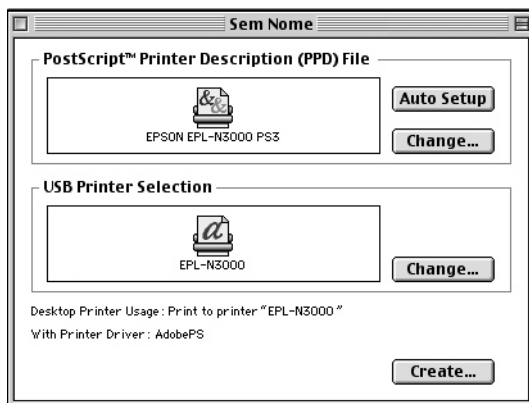 Sem Nome
PostScript™ Printer Description (PPD) File
EPSON EPL-N3000 PS3
Auto Setup
Change...
USB Printer Selection
EPL-N3000
Change...
Desktop Printer Usage : Print to printer "EPL-N3000 "
With Printer Driver : AdobePS
Create...